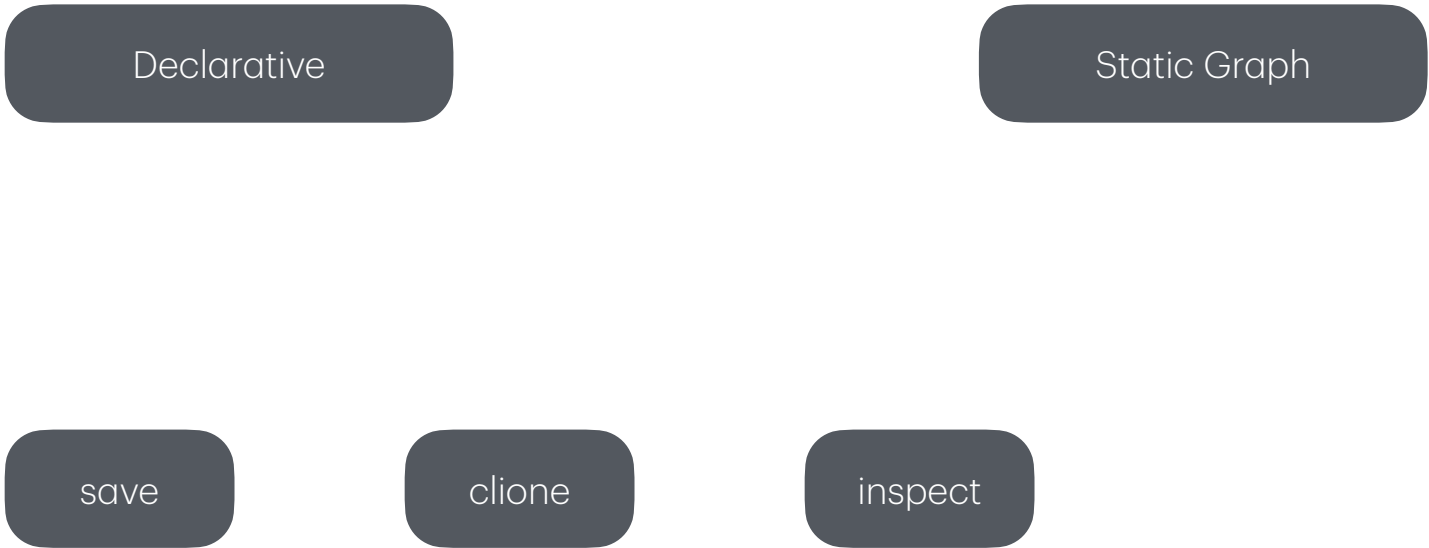 Declarative
Static Graph
save
clione
inspect